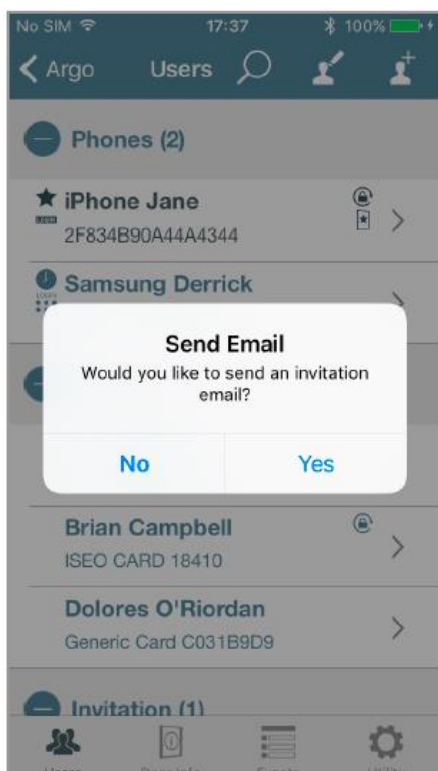 No SIM 17:37 100%
Argo Users
Phones (2)
iPhone Jane
2F834B90A44A4344
LOGIN
Samsung Derrick
LOGIN
Send Email
Would you like to send an invitation
email?
No Yes
Brian Campbell
ISEO CARD 18410
Dolores O'Riordan
Generic Card C031B9D9
Invitation (1)